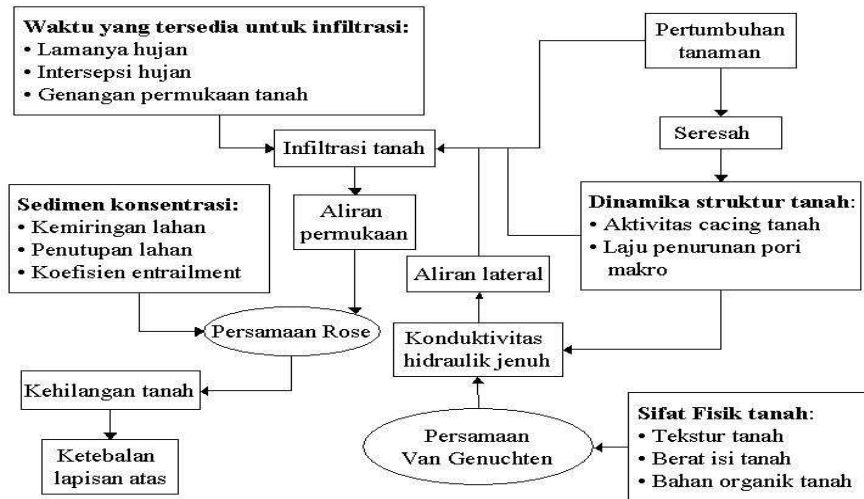 Waktu yang tersedia untuk infiltrasi:
• Lamanya hujan
• Intersepsi hujan
• Genangan permukaan tanah
Pertumbuhan
tanaman
Infiltrasi tanah
Seresah
Sedimen konsentrasi:
• Kemiringan lahan
• Penutupan lahan
• Koefisien entrailment
Aliran
permukaan
Dinamika struktur tanah:
• Aktivitas cacing tanah
• Laju penurunan pori
makro
Aliran lateral
Persamaan Rose
Konduktivitas
hidraulik jenuh
Kehilangan tanah
Ketebalan
lapisan atas
Persamaan
Van Genuchten
Sifat Fisik tanah:
• Tekstur tanah
• Berat isi tanah
• Bahan organik tanah